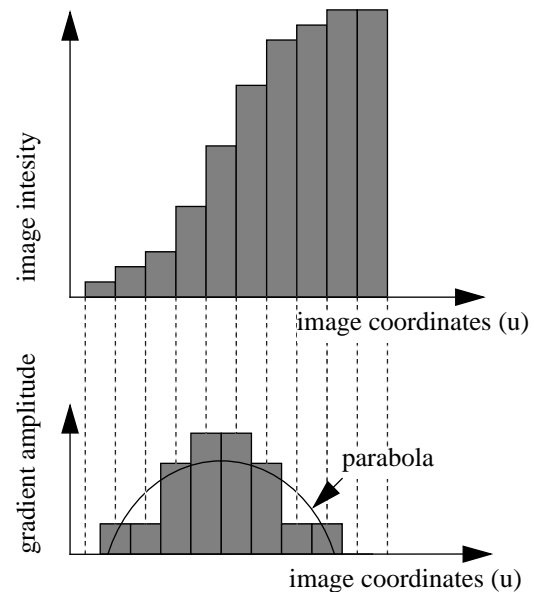 image intesity
image coordinates (u)
gradient amplitude
parabola
image coordinates (u)